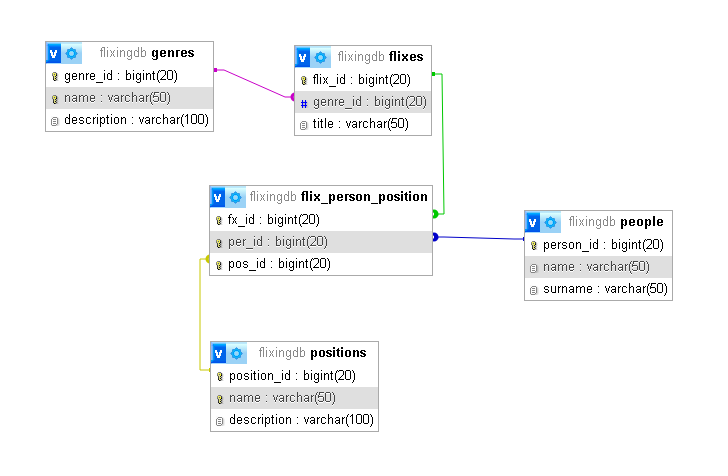 flixingdb genres
genre_id : bigint(20)
name : varchar(50)
description : varchar(100)
flixingdb flixes
flix_id : bigint(20)
# genre_id : bigint(20)
title : varchar(50)
flixingdb flix_person_position
fx_id : bigint(20)
per_id : bigint(20)
pos_id : bigint(20)
flixingdb people
person_id : bigint(20)
name : varchar(50)
surname : varchar(50)
flixingdb positions
position_id : bigint(20)
name : varchar(50)
description : varchar(100)